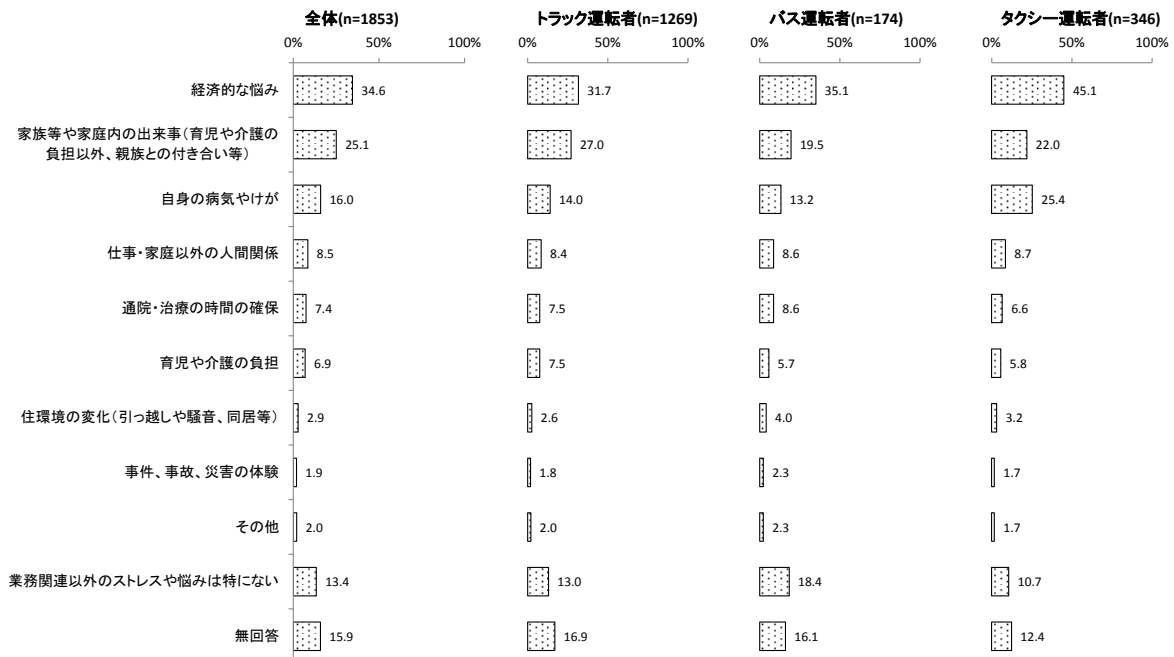 全体(n=1853) トラック運転者(n=1269) バス運転者(n=174) タクシー運転者(n=346)
0% 50% 100% 0% 50% 100% 0% 50% 100% 0% 50% 100%
経済的な悩み 34.6 31.7 35.1 45.1
家族等や家庭内の出来事(育児や介護の
負担以外、親族との付き合い等) 25.1 27.0 19.5 22.0
自身の病気やけが 16.0 14.0 13.2 25.4
仕事・家庭以外の人間関係 8.5 8.4 8.6 8.7
通院・治療の時間の確保 7.4 7.5 8.6 6.6
育児や介護の負担 6.9 7.5 5.7 5.8
住環境の変化(引っ越しや騒音、同居等) 2.9 2.6 4.0 3.2
事件、事故、災害の体験 1.9 1.8 2.3 1.7
その他 2.0 2.0 2.3 1.7
業務関連以外のストレスや悩みは特にない 13.4 13.0 18.4 10.7
無回答 15.9 16.9 16.1 12.4